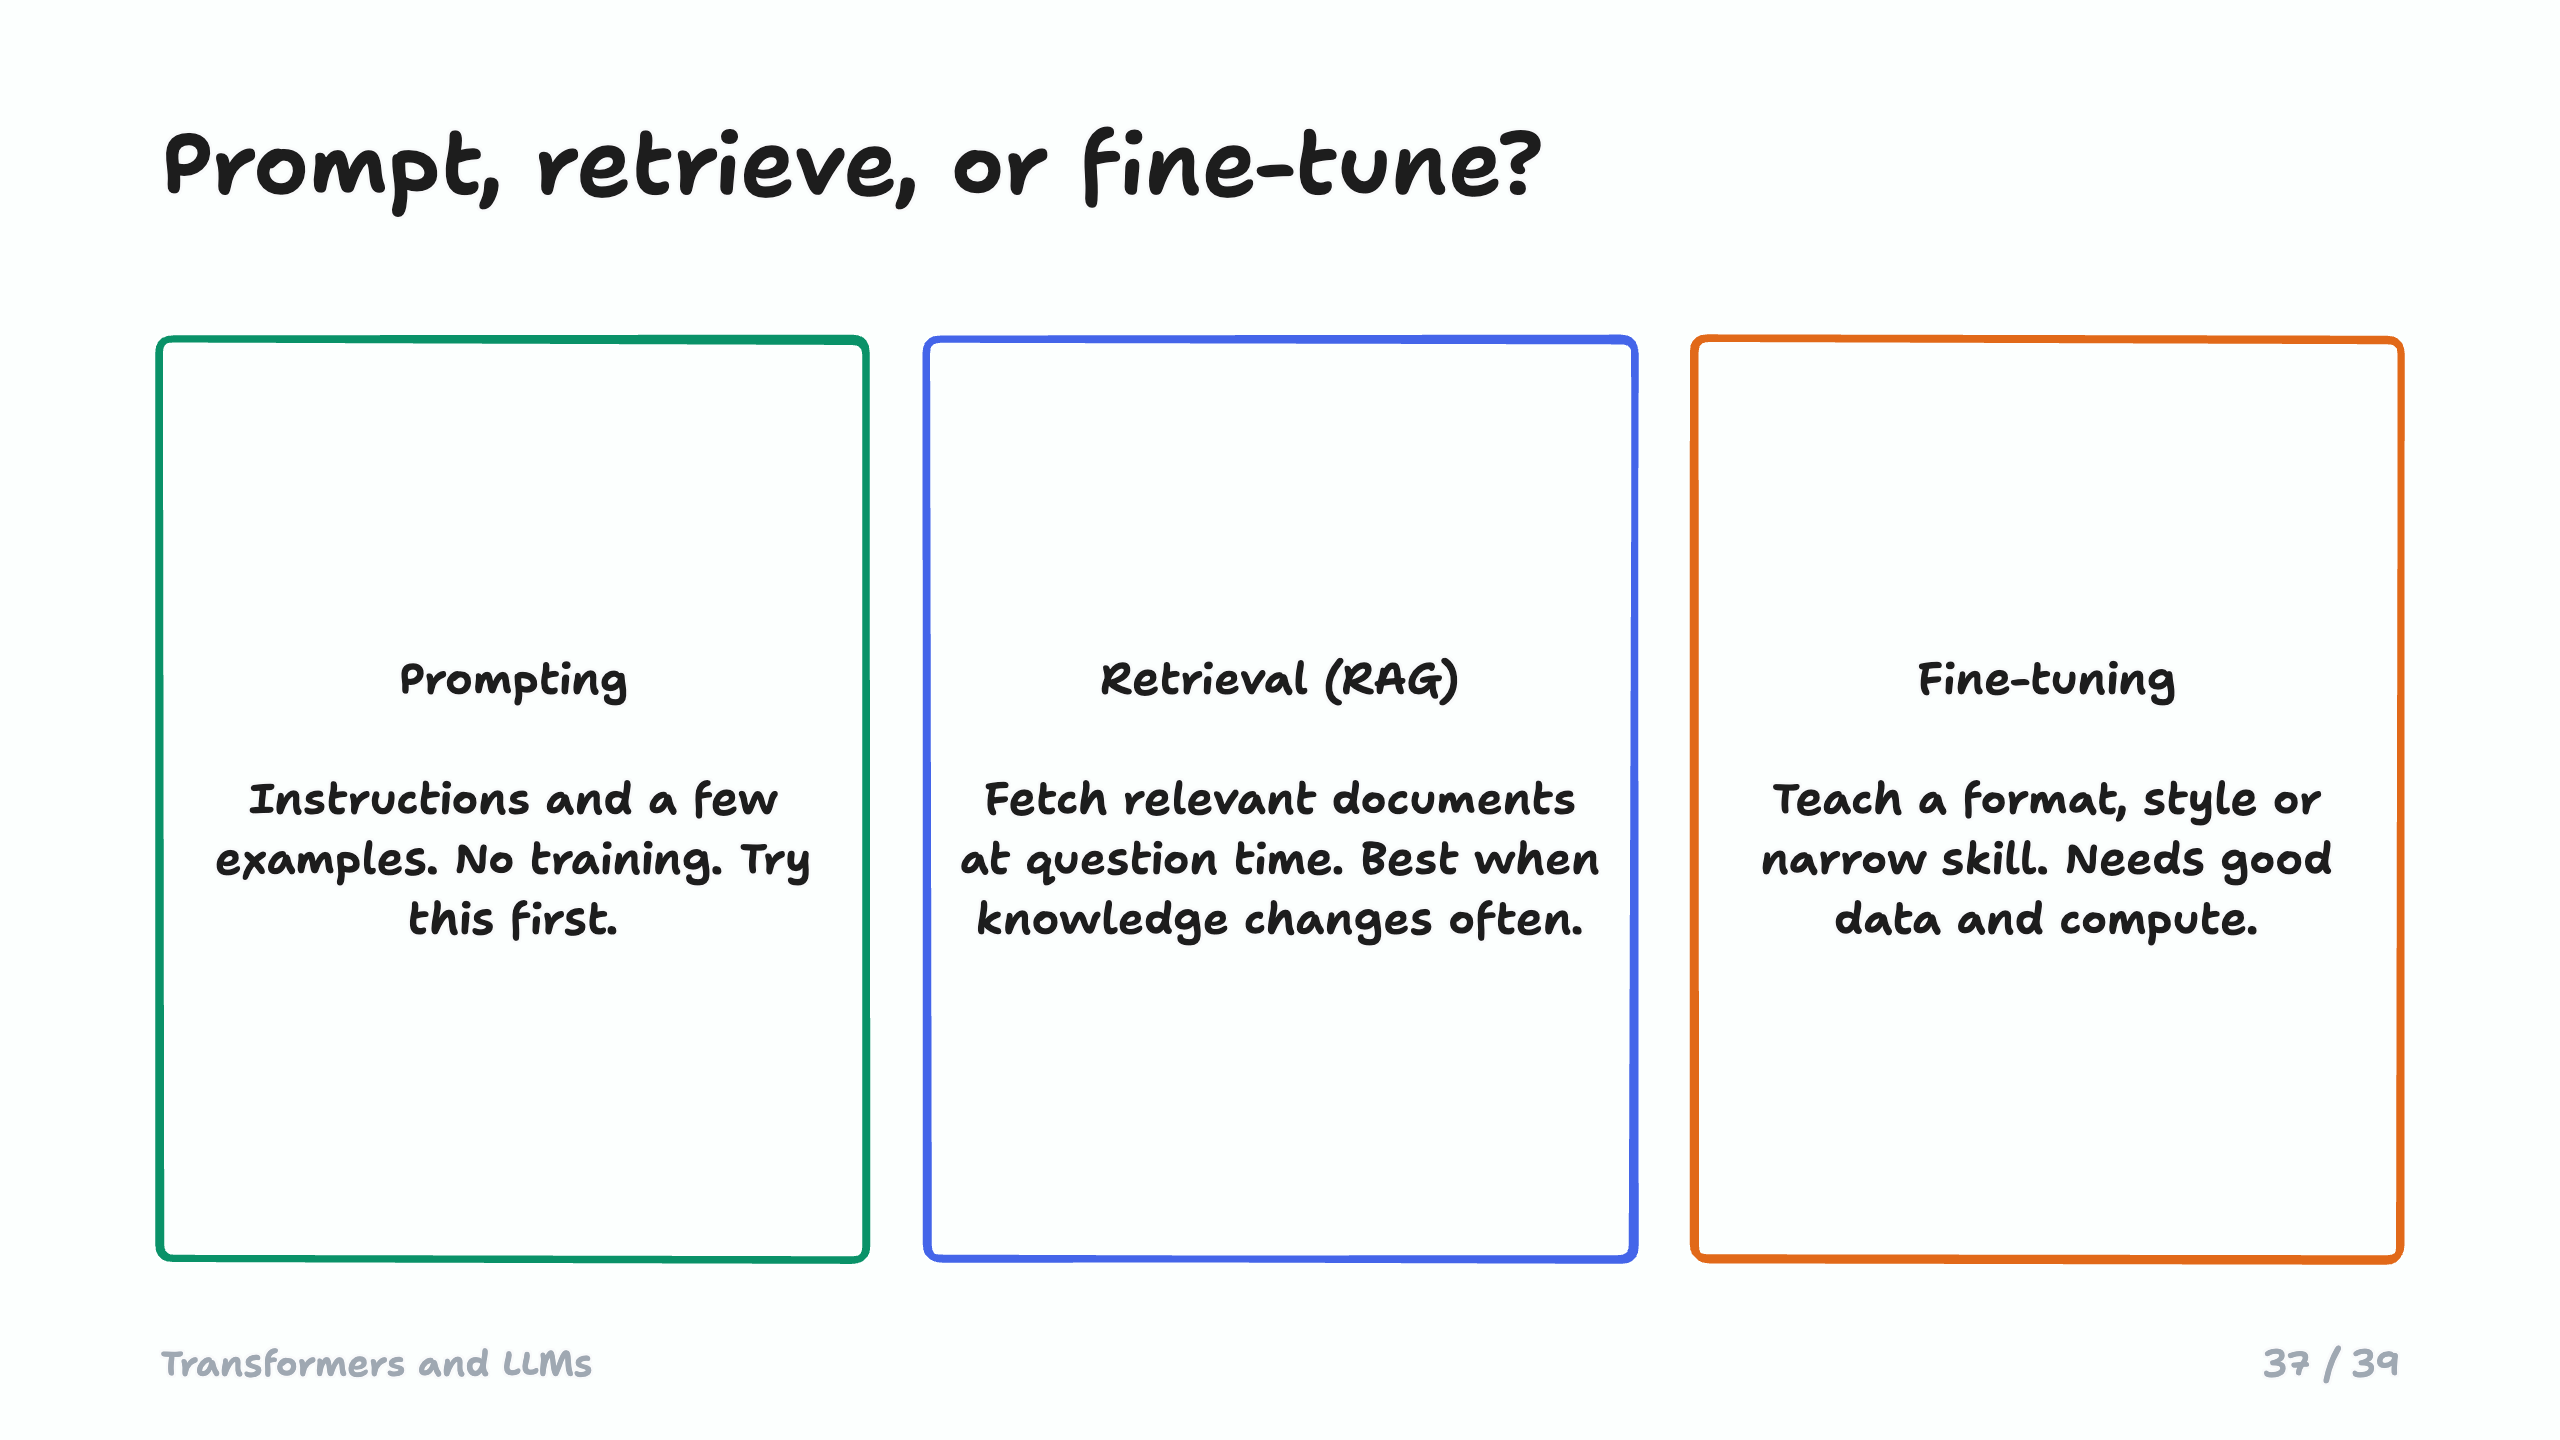 Prompt, retrieve, or fine-tune?
Prompting
Instructions and a few
examples. No training. Try
this first.
Retrieval (RAG)
Fetch relevant documents
at question time. Best when
knowledge changes often.
Fine-tuning
Teach a format, style or
narrow skill. Needs good
data and compute.
Transformers and LLMs
37 / 39